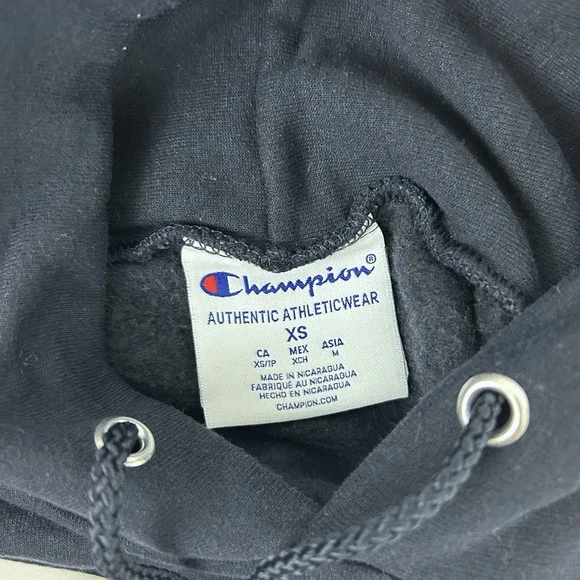 Champion®
AUTHENTIC ATHLETICWEAR
XS
CA MEX ASIA
XS/TP XCH M
MADE IN NICARAGUA
FABRIQUÉ AU NICARAGUA
HECHO EN NICARAGUA
CHAMPION.COM